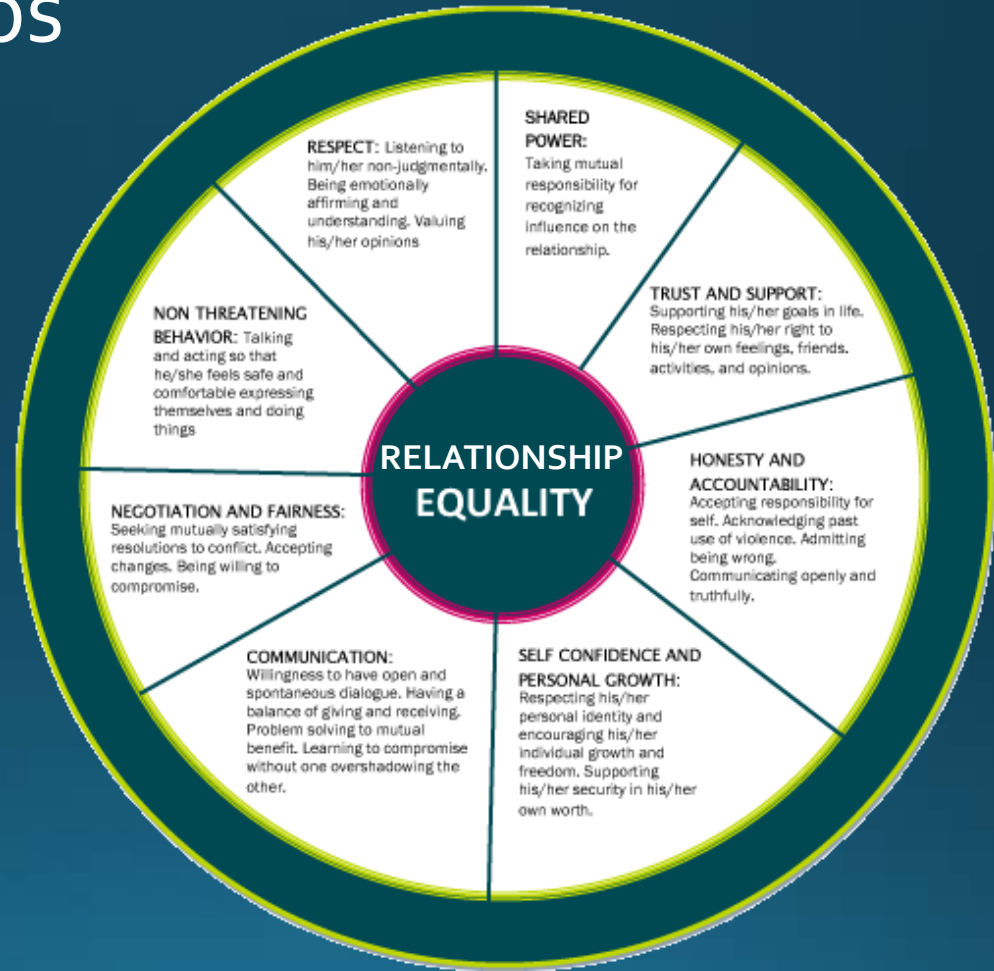 os
RESPECT: Listening to
him/her non-judgmentally.
Being emotionally
affirming and
understanding. Valuing
his/her opinions
SHARED
POWER:
Taking mutual
responsibility for
recognizing
influence on the
relationship.
TRUST AND SUPPORT:
Supporting his/her goals in life.
Respecting his/her right to
his/her own feelings, friends.
activities, and opinions.
HONESTY AND
ACCOUNTABILITY:
Accepting responsibility for
self. Acknowledging past
use of violence. Admitting
being wrong.
Communicating openly and
truthfully.
SELF CONFIDENCE AND
PERSONAL GROWTH:
Respecting his/her
personal identity and
encouraging his/her
individual growth and
freedom. Supporting
his/her security in his/her
own worth.
COMMUNICATION:
Willingness to have open and
spontaneous dialogue. Having a
balance of giving and receiving.
Problem solving to mutual
benefit. Learning to compromise
without one overshadowing the
other.
NEGOTIATION AND FAIRNESS:
Seeking mutually satisfying
resolutions to conflict. Accepting
changes. Being willing to
compromise.
NON THREATENING
BEHAVIOR: Talking
and acting so that
he/she feels safe and
comfortable expressing
themselves and doing
things
RELATIONSHIP
EQUALITY